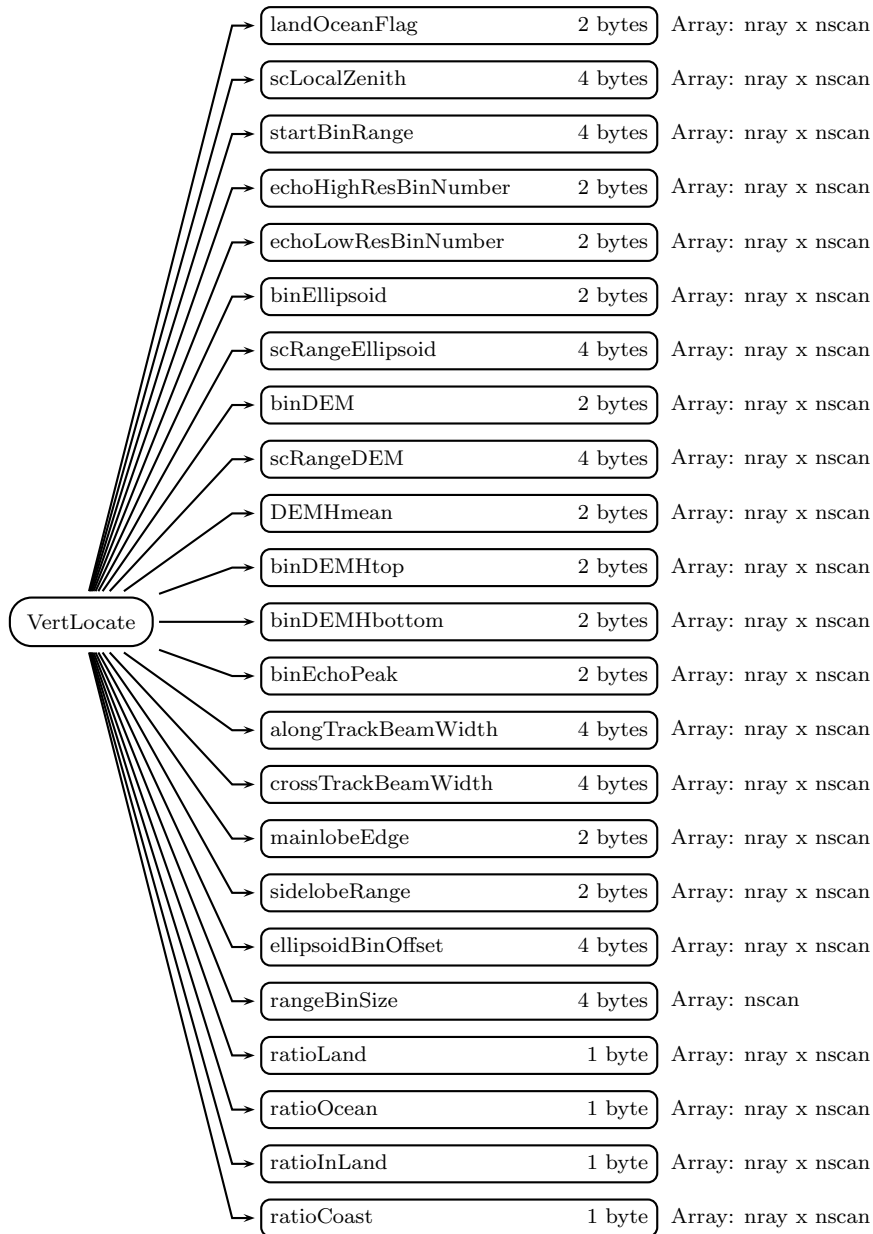 landOceanFlag 2 bytes Array: nray x nscan
scLocalZenith 4 bytes Array: nray x nscan
startBinRange 4 bytes Array: nray x nscan
echoHighResBinNumber 2 bytes Array: nray x nscan
echoLowResBinNumber 2 bytes Array: nray x nscan
binEllipsoid 2 bytes Array: nray x nscan
scRangeEllipsoid 4 bytes Array: nray x nscan
binDEM 2 bytes Array: nray x nscan
scRangeDEM 4 bytes Array: nray x nscan
DEMHmean 2 bytes Array: nray x nscan
binDEMHtop 2 bytes Array: nray x nscan
VertLocate binDEMHbottom 2 bytes Array: nray x nscan
binEchoPeak 2 bytes Array: nray x nscan
alongTrackBeamWidth 4 bytes Array: nray x nscan
crossTrackBeamWidth 4 bytes Array: nray x nscan
mainlobeEdge 2 bytes Array: nray x nscan
sidelobeRange 2 bytes Array: nray x nscan
ellipsoidBinOffset 4 bytes Array: nray x nscan
rangeBinSize 4 bytes Array: nscan
ratioLand 1 byte Array: nray x nscan
ratioOcean 1 byte Array: nray x nscan
ratioInLand 1 byte Array: nray x nscan
ratioCoast 1 byte Array: nray x nscan